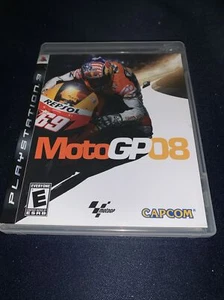 PLAYSTATION 3
REPSOL
69
MotoGP08
EVERYONE
E
ESRB
motogp
CAPCOM